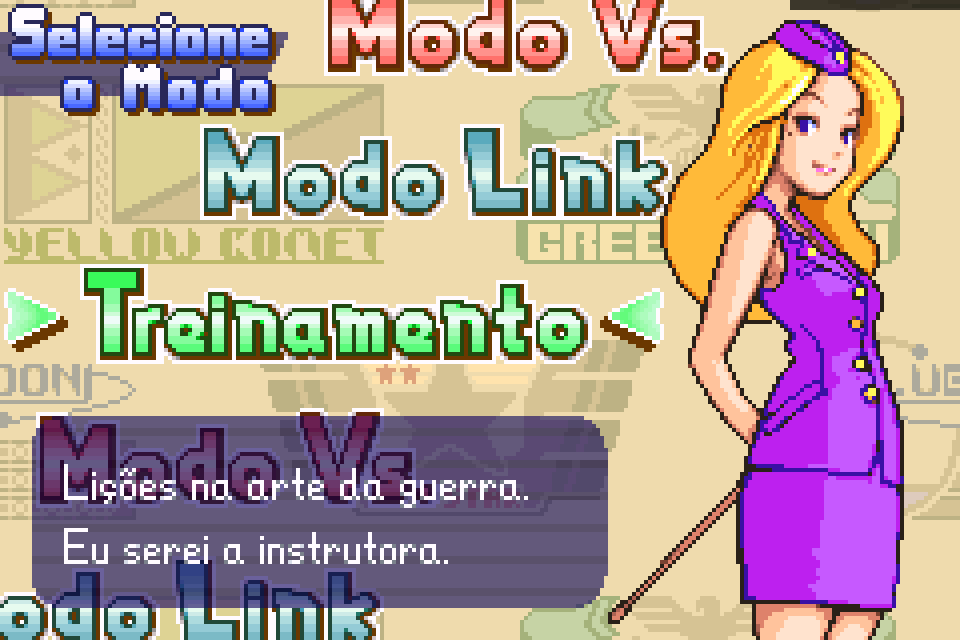 Selecione
o Modo
Modo Vs.
Modo Link
YELLOW COMET
GREE
Treinamento
Modo Vs.
Lições na arte da guerra.
Eu serei a instrutora.
odo Link